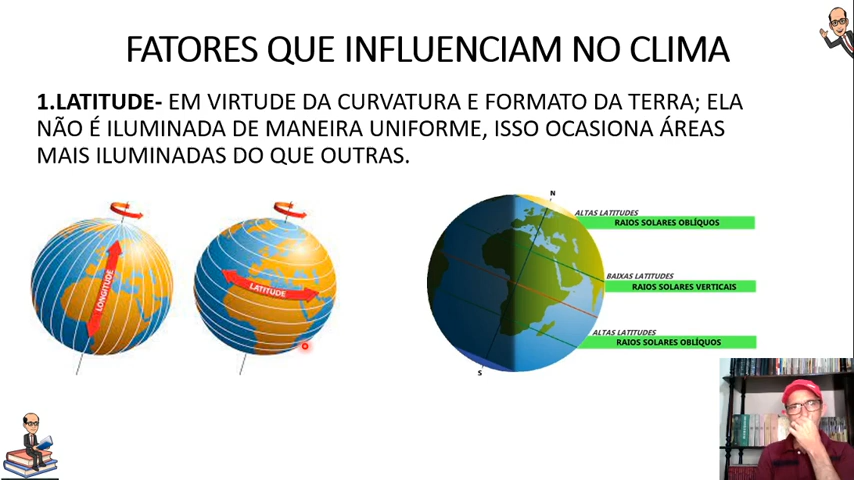 FATORES QUE INFLUENCIAM NO CLIMA
1.LATITUDE- EM VIRTUDE DA CURVATURA E FORMATO DA TERRA; ELA
NÃO É ILUMINADA DE MANEIRA UNIFORME, ISSO OCASIONA ÁREAS
MAIS ILUMINADAS DO QUE OUTRAS.
LONGITUDE
LATITUDE
N
ALTAS LATITUDES
RAIOS SOLARES OBLÍQUOS
BAIXAS LATITUDES
RAIOS SOLARES VERTICAIS
ALTAS LATITUDES
RAIOS SOLARES OBLÍQUOS
S